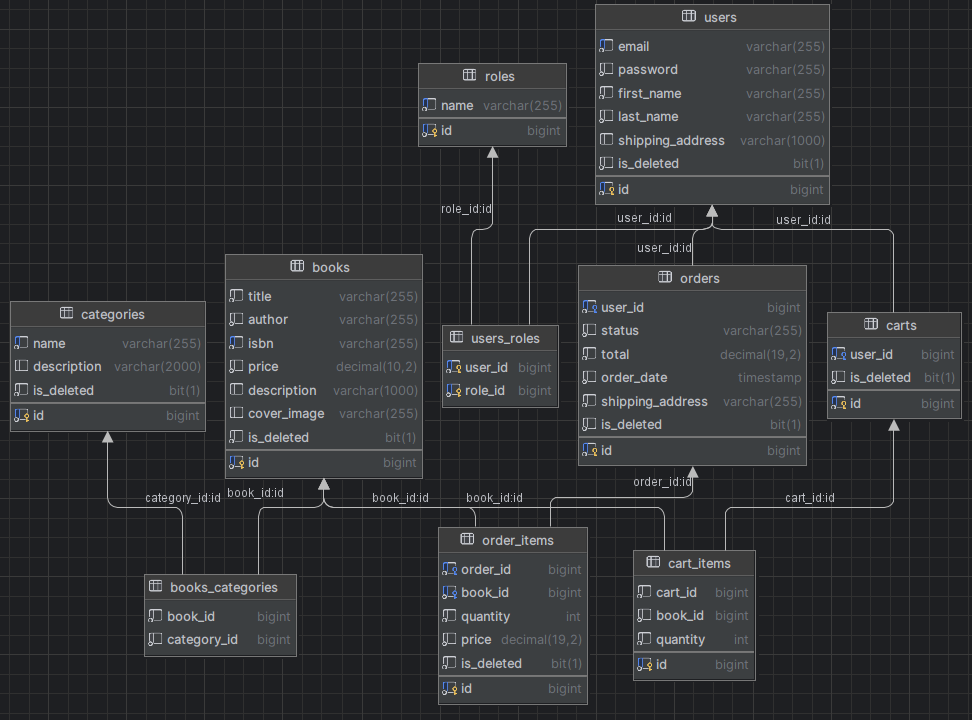 users
email varchar(255)
password varchar(255)
first_name varchar(255)
last_name varchar(255)
shipping_address varchar(1000)
is_deleted bit(1)
id bigint
roles
name varchar(255)
id bigint
role_id:id
user_id:id
user_id:id
user_id:id
books
title varchar(255)
author varchar(255)
isbn varchar(255)
price decimal(10,2)
description varchar(1000)
cover_image varchar(255)
is_deleted bit(1)
id bigint
orders
user_id bigint
status varchar(255)
total decimal(19,2)
order_date timestamp
shipping_address varchar(255)
is_deleted bit(1)
id bigint
categories
name varchar(255)
description varchar(2000)
is_deleted bit(1)
id bigint
users_roles
user_id bigint
role_id bigint
carts
user_id bigint
is_deleted bit(1)
id bigint
category_id:id
book_id:id
book_id:id
book_id:id
order_id:id
cart_id:id
order_items
order_id bigint
book_id bigint
quantity int
price decimal(19,2)
is_deleted bit(1)
id bigint
cart_items
cart_id bigint
book_id bigint
quantity int
id bigint
books_categories
book_id bigint
category_id bigint